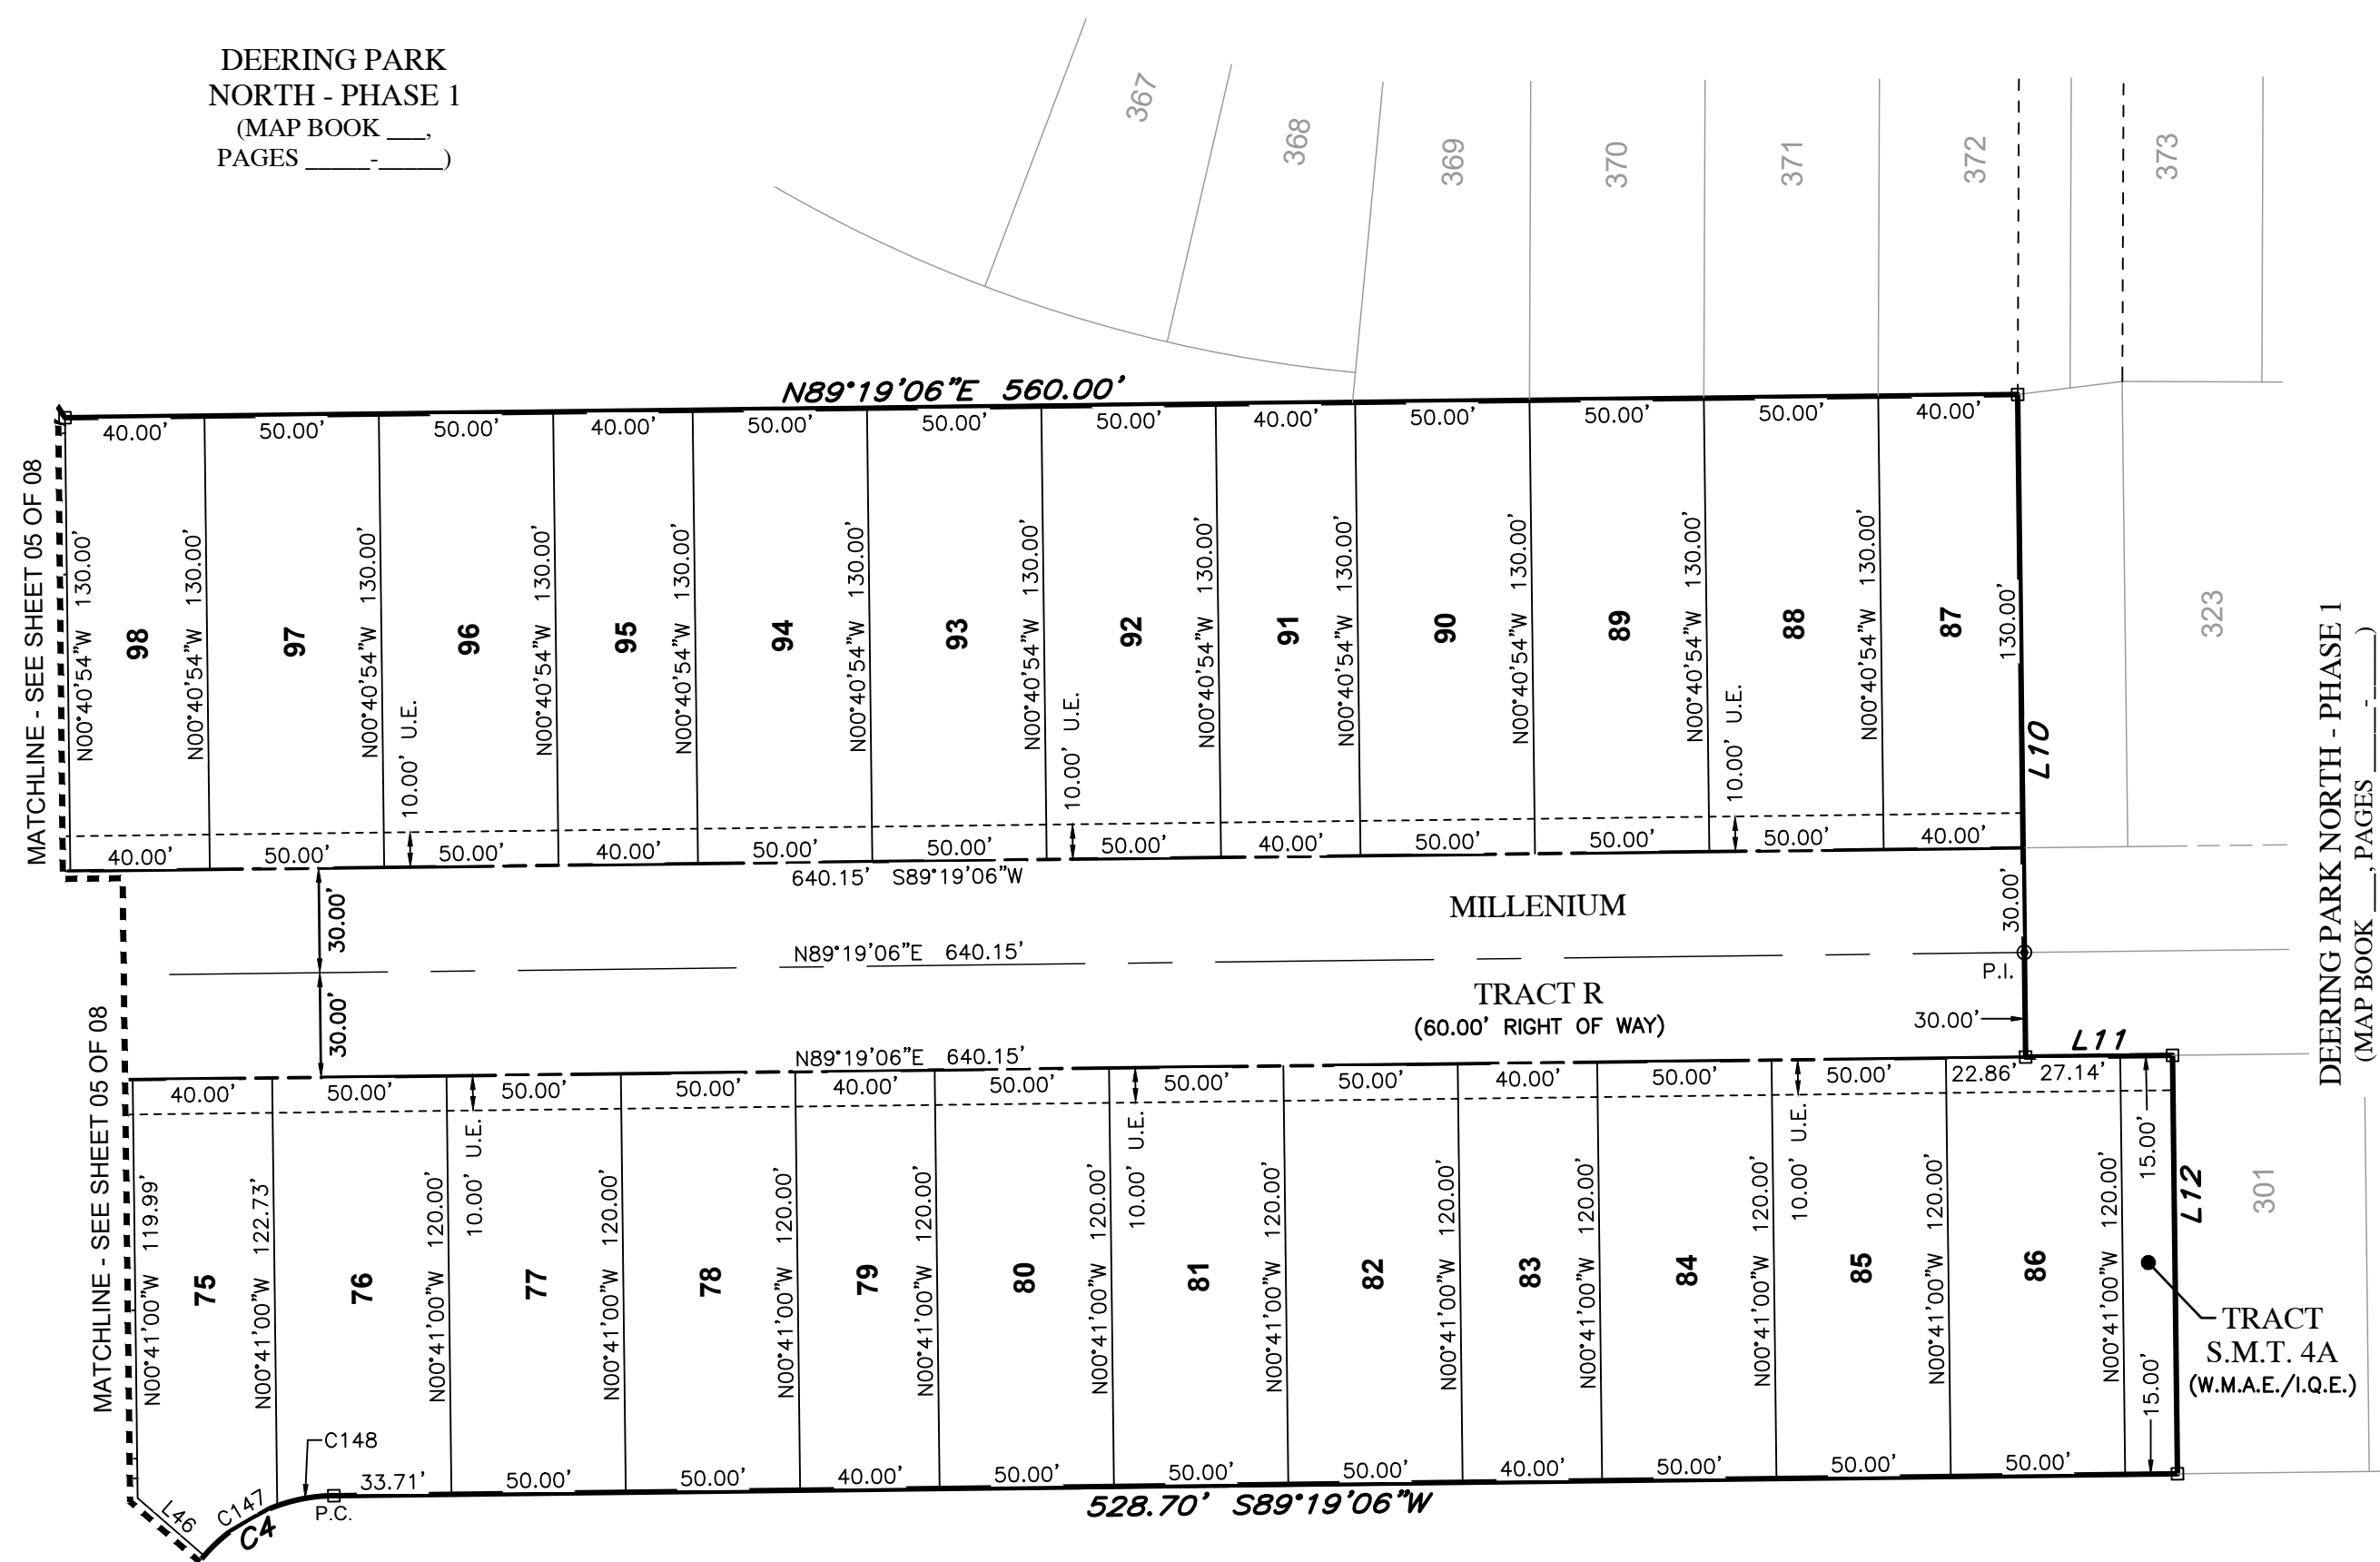 DEERING PARK
NORTH - PHASE 1
(MAP BOOK ___,
PAGES _____-_____)
367
368
369
370
371
372
373
N89°19'06"E 560.00'
40.00' 50.00' 50.00' 40.00' 50.00' 50.00' 50.00' 40.00' 50.00' 50.00' 50.00' 40.00'
MATCHLINE - SEE SHEET 05 OF 08
N00°40'54"W 130.00'
98
N00°40'54"W 130.00'
97
N00°40'54"W 130.00'
10.00' U.E.
96
N00°40'54"W 130.00'
95
N00°40'54"W 130.00'
94
N00°40'54"W 130.00'
93
N00°40'54"W 130.00'
10.00' U.E.
92
N00°40'54"W 130.00'
91
N00°40'54"W 130.00'
90
N00°40'54"W 130.00'
89
N00°40'54"W 130.00'
10.00' U.E.
88
N00°40'54"W 130.00'
87
130.00'
L10
323
40.00' 50.00' 50.00' 40.00' 50.00' 50.00' 50.00' 40.00' 50.00' 50.00' 50.00' 40.00'
640.15' S89°19'06"W
30.00'
MILLENIUM
30.00'
N89°19'06"E 640.15'
P.I.
30.00'
TRACT R
(60.00' RIGHT OF WAY)
30.00'
N89°19'06"E 640.15'
L11
DEERING PARK NORTH - PHASE 1
(MAP BOOK ___, PAGES _____-_____)
40.00' 50.00' 50.00' 50.00' 40.00' 50.00' 50.00' 50.00' 40.00' 50.00' 50.00' 22.86' 27.14'
MATCHLINE - SEE SHEET 05 OF 08
N00°41'00"W 119.99'
75
N00°41'00"W 122.73'
76
N00°41'00"W 120.00'
10.00' U.E.
77
N00°41'00"W 120.00'
78
N00°41'00"W 120.00'
79
N00°41'00"W 120.00'
80
N00°41'00"W 120.00'
10.00' U.E.
81
N00°41'00"W 120.00'
82
N00°41'00"W 120.00'
83
N00°41'00"W 120.00'
84
N00°41'00"W 120.00'
10.00' U.E.
85
N00°41'00"W 120.00'
86
N00°41'00"W 120.00'
15.00'
15.00'
L12
301
TRACT
S.M.T. 4A
(W.M.A.E./I.Q.E.)
C148
33.71' 50.00' 50.00' 40.00' 50.00' 50.00' 50.00' 40.00' 50.00' 50.00' 50.00'
P.C.
L46
C147
C4
528.70' S89°19'06"W